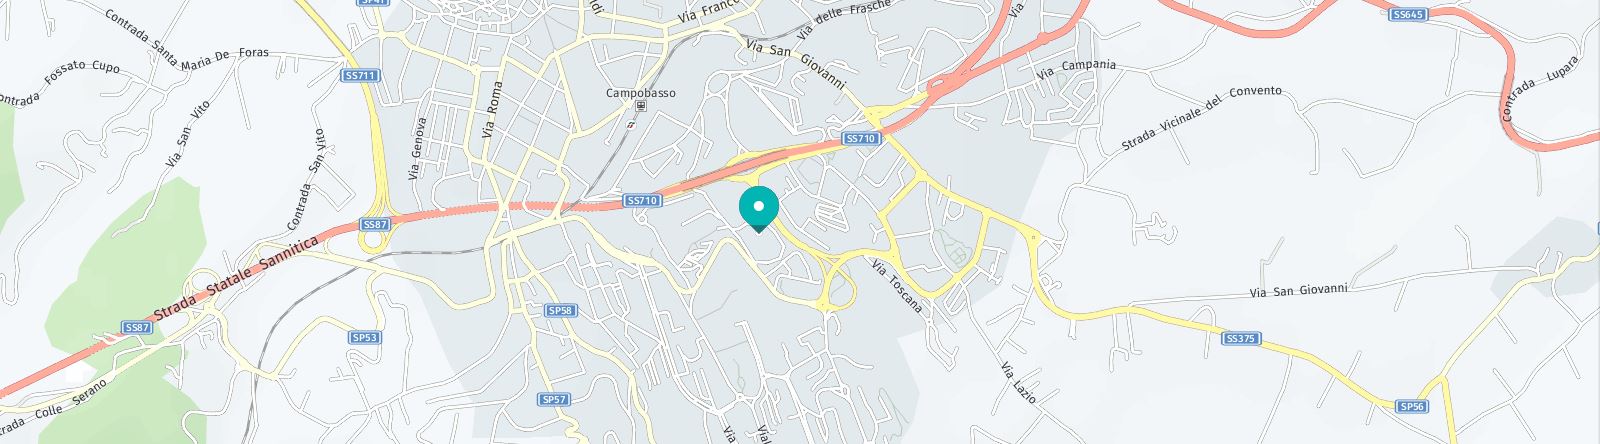 SP41
Contrada Santa Maria De Foras
Via Franco
Via delle Frasche
Via
SS645
Contrada Fossato Cupo
SS711
Via San Giovanni
Via Campania
Contrada Lupara
Campobasso
Via San Vito
Via Roma
Via Genova
Contrada San Vito
Strada Vicinale del Convento
SS710
SS710
SS87
Strada Statale Sannitica
Via Toscana
Via San Giovanni
SP58
SS87
SP53
SS375
Via Lazio
trada Colle Serano
SP57
SP56
Via
Vial